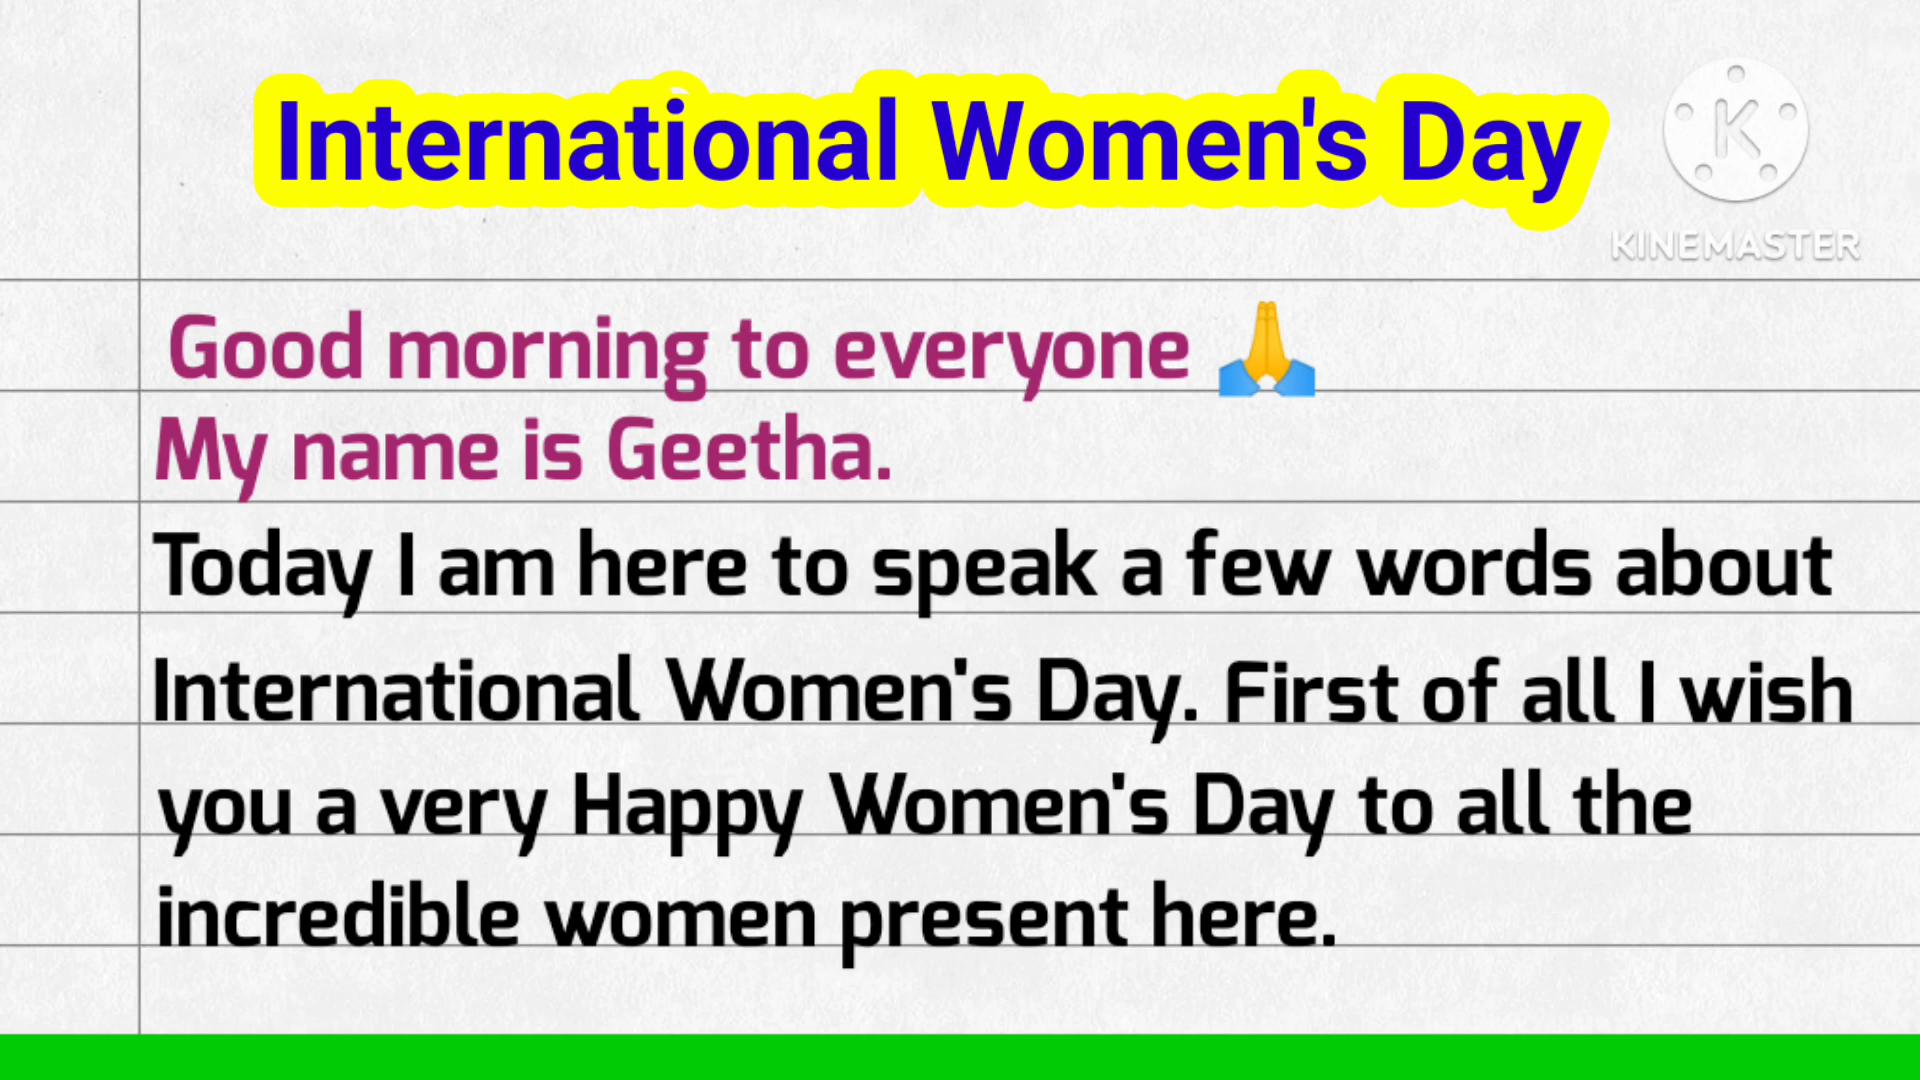 International Women's Day
K
KINEMASTER
Good morning to everyone 🙏
My name is Geetha.
Today I am here to speak a few words about
International Women's Day. First of all I wish
you a very Happy Women's Day to all the
incredible women present here.